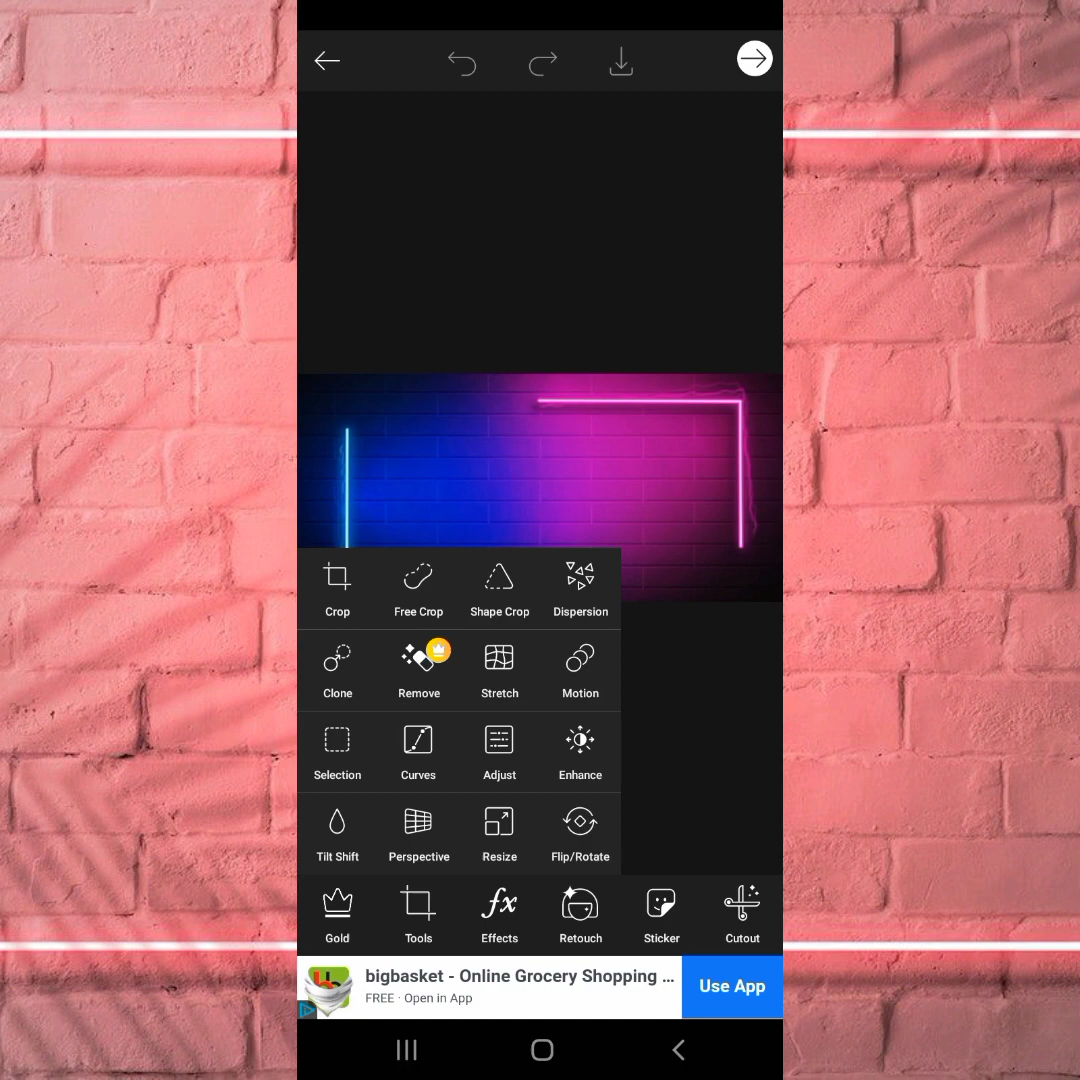 Crop Free Crop Shape Crop Dispersion
Clone Remove Stretch Motion
Selection Curves Adjust Enhance
Tilt Shift Perspective Resize Flip/Rotate
fx
Gold Tools Effects Retouch Sticker Cutout
bigbasket - Online Grocery Shopping ...
FREE · Open in App
Use App